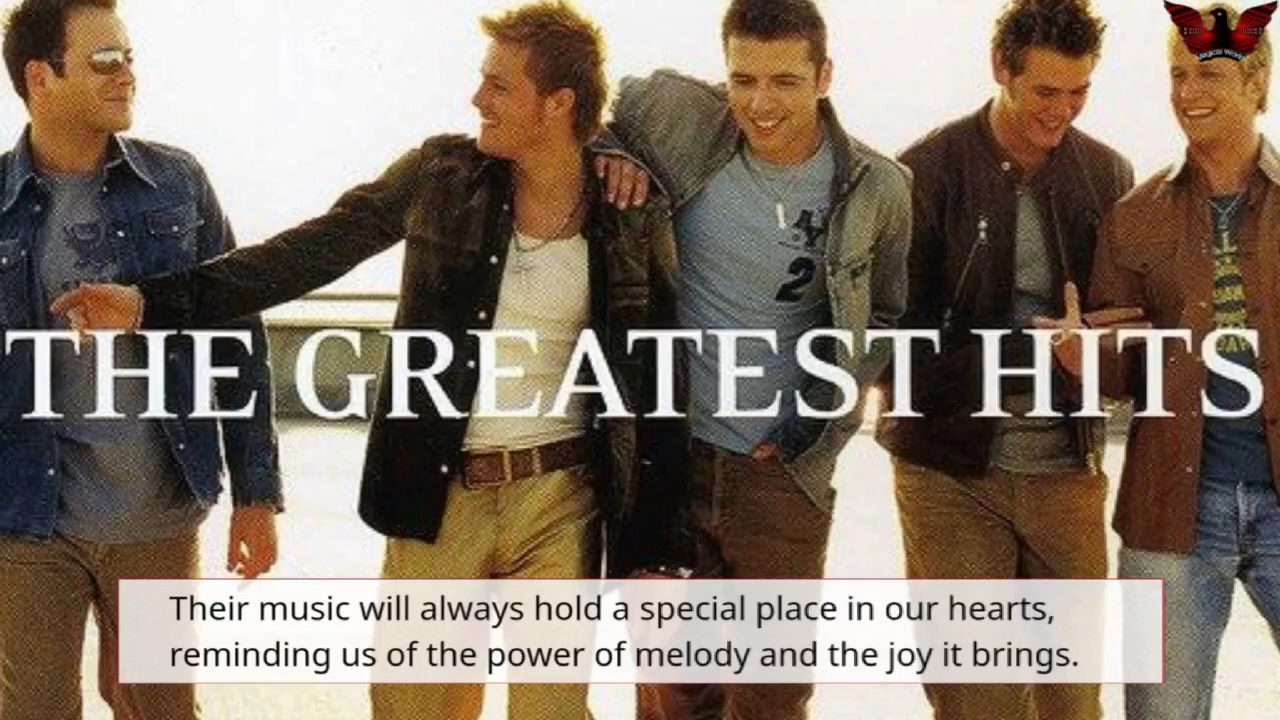 THE GREATEST HITS
Their music will always hold a special place in our hearts,
reminding us of the power of melody and the joy it brings.